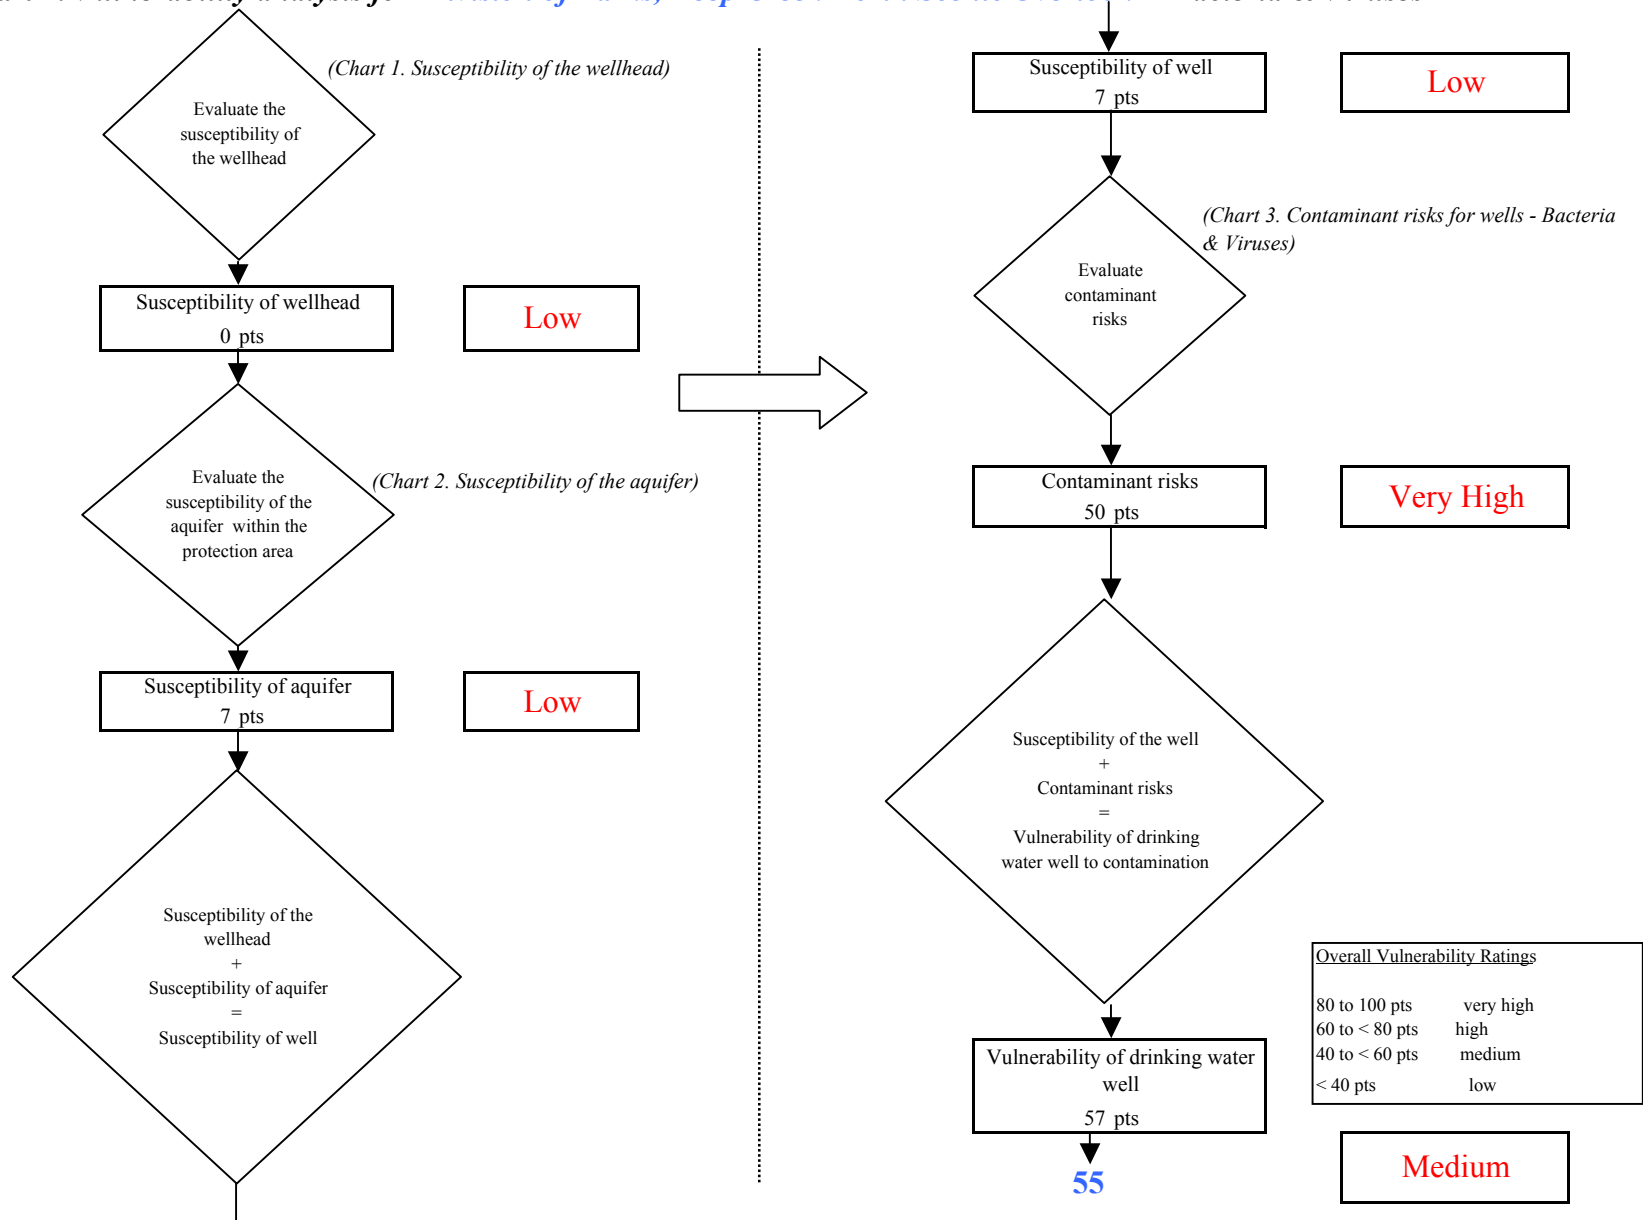 (Chart 1. Susceptibility of the wellhead)
Evaluate the
susceptibility of
the wellhead
Susceptibility of wellhead
0 pts
Low
Evaluate the
susceptibility of the
aquifer within the
protection area
(Chart 2. Susceptibility of the aquifer)
Susceptibility of aquifer
7 pts
Low
Susceptibility of the
wellhead
+
Susceptibility of aquifer
=
Susceptibility of well
Susceptibility of well
7 pts
Low
(Chart 3. Contaminant risks for wells - Bacteria
& Viruses)
Evaluate
contaminant
risks
Contaminant risks
50 pts
Very High
Susceptibility of the well
+
Contaminant risks
=
Vulnerability of drinking
water well to contamination
Overall Vulnerability Ratings
80 to 100 pts very high
60 to < 80 pts high
40 to < 60 pts medium
< 40 pts low
Vulnerability of drinking water
well
57 pts
55
Medium